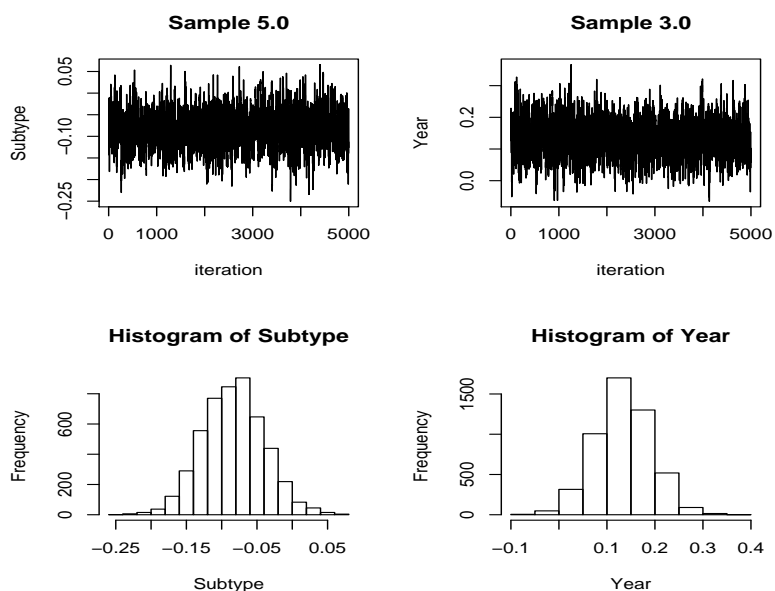 Sample 5.0
Subtype
0.05
−0.10
−0.25
0
1000
3000
5000
iteration
Sample 3.0
Year
0.2
0.0
0
1000
3000
5000
iteration
Histogram of Subtype
Frequency
600
200
0
−0.25
−0.15
−0.05
0.05
Subtype
Histogram of Year
Frequency
1500
500
0
−0.1
0.1
0.2
0.3
0.4
Year